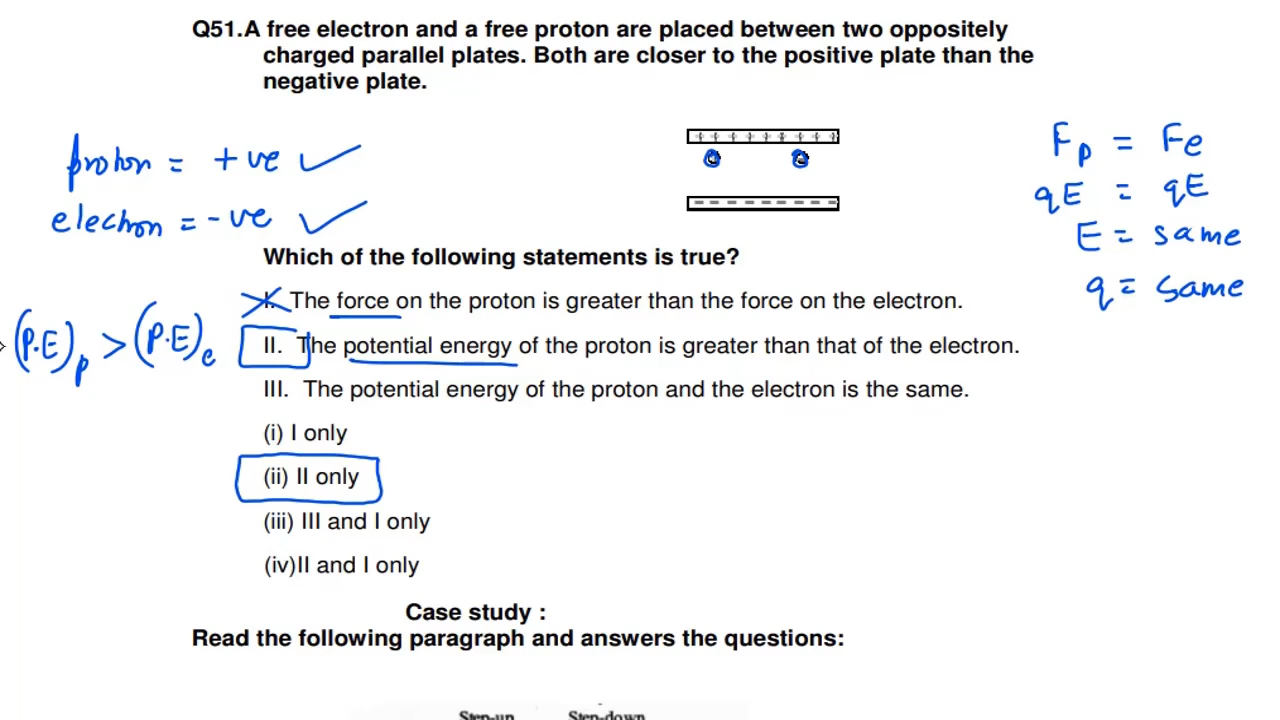 Q51.A free electron and a free proton are placed between two oppositely
charged parallel plates. Both are closer to the positive plate than the
negative plate.
proton = +ve ✓
electron = -ve ✓
+ + + + + + + + +
- - - - - - - - -
Fp = Fe
qE = qE
E = same
q = same
Which of the following statements is true?
I. The force on the proton is greater than the force on the electron.
(P.E)p > (P.E)e
II. The potential energy of the proton is greater than that of the electron.
III. The potential energy of the proton and the electron is the same.
(i) I only
(ii) II only
(iii) III and I only
(iv)II and I only
Case study :
Read the following paragraph and answers the questions:
Step-up Step-down